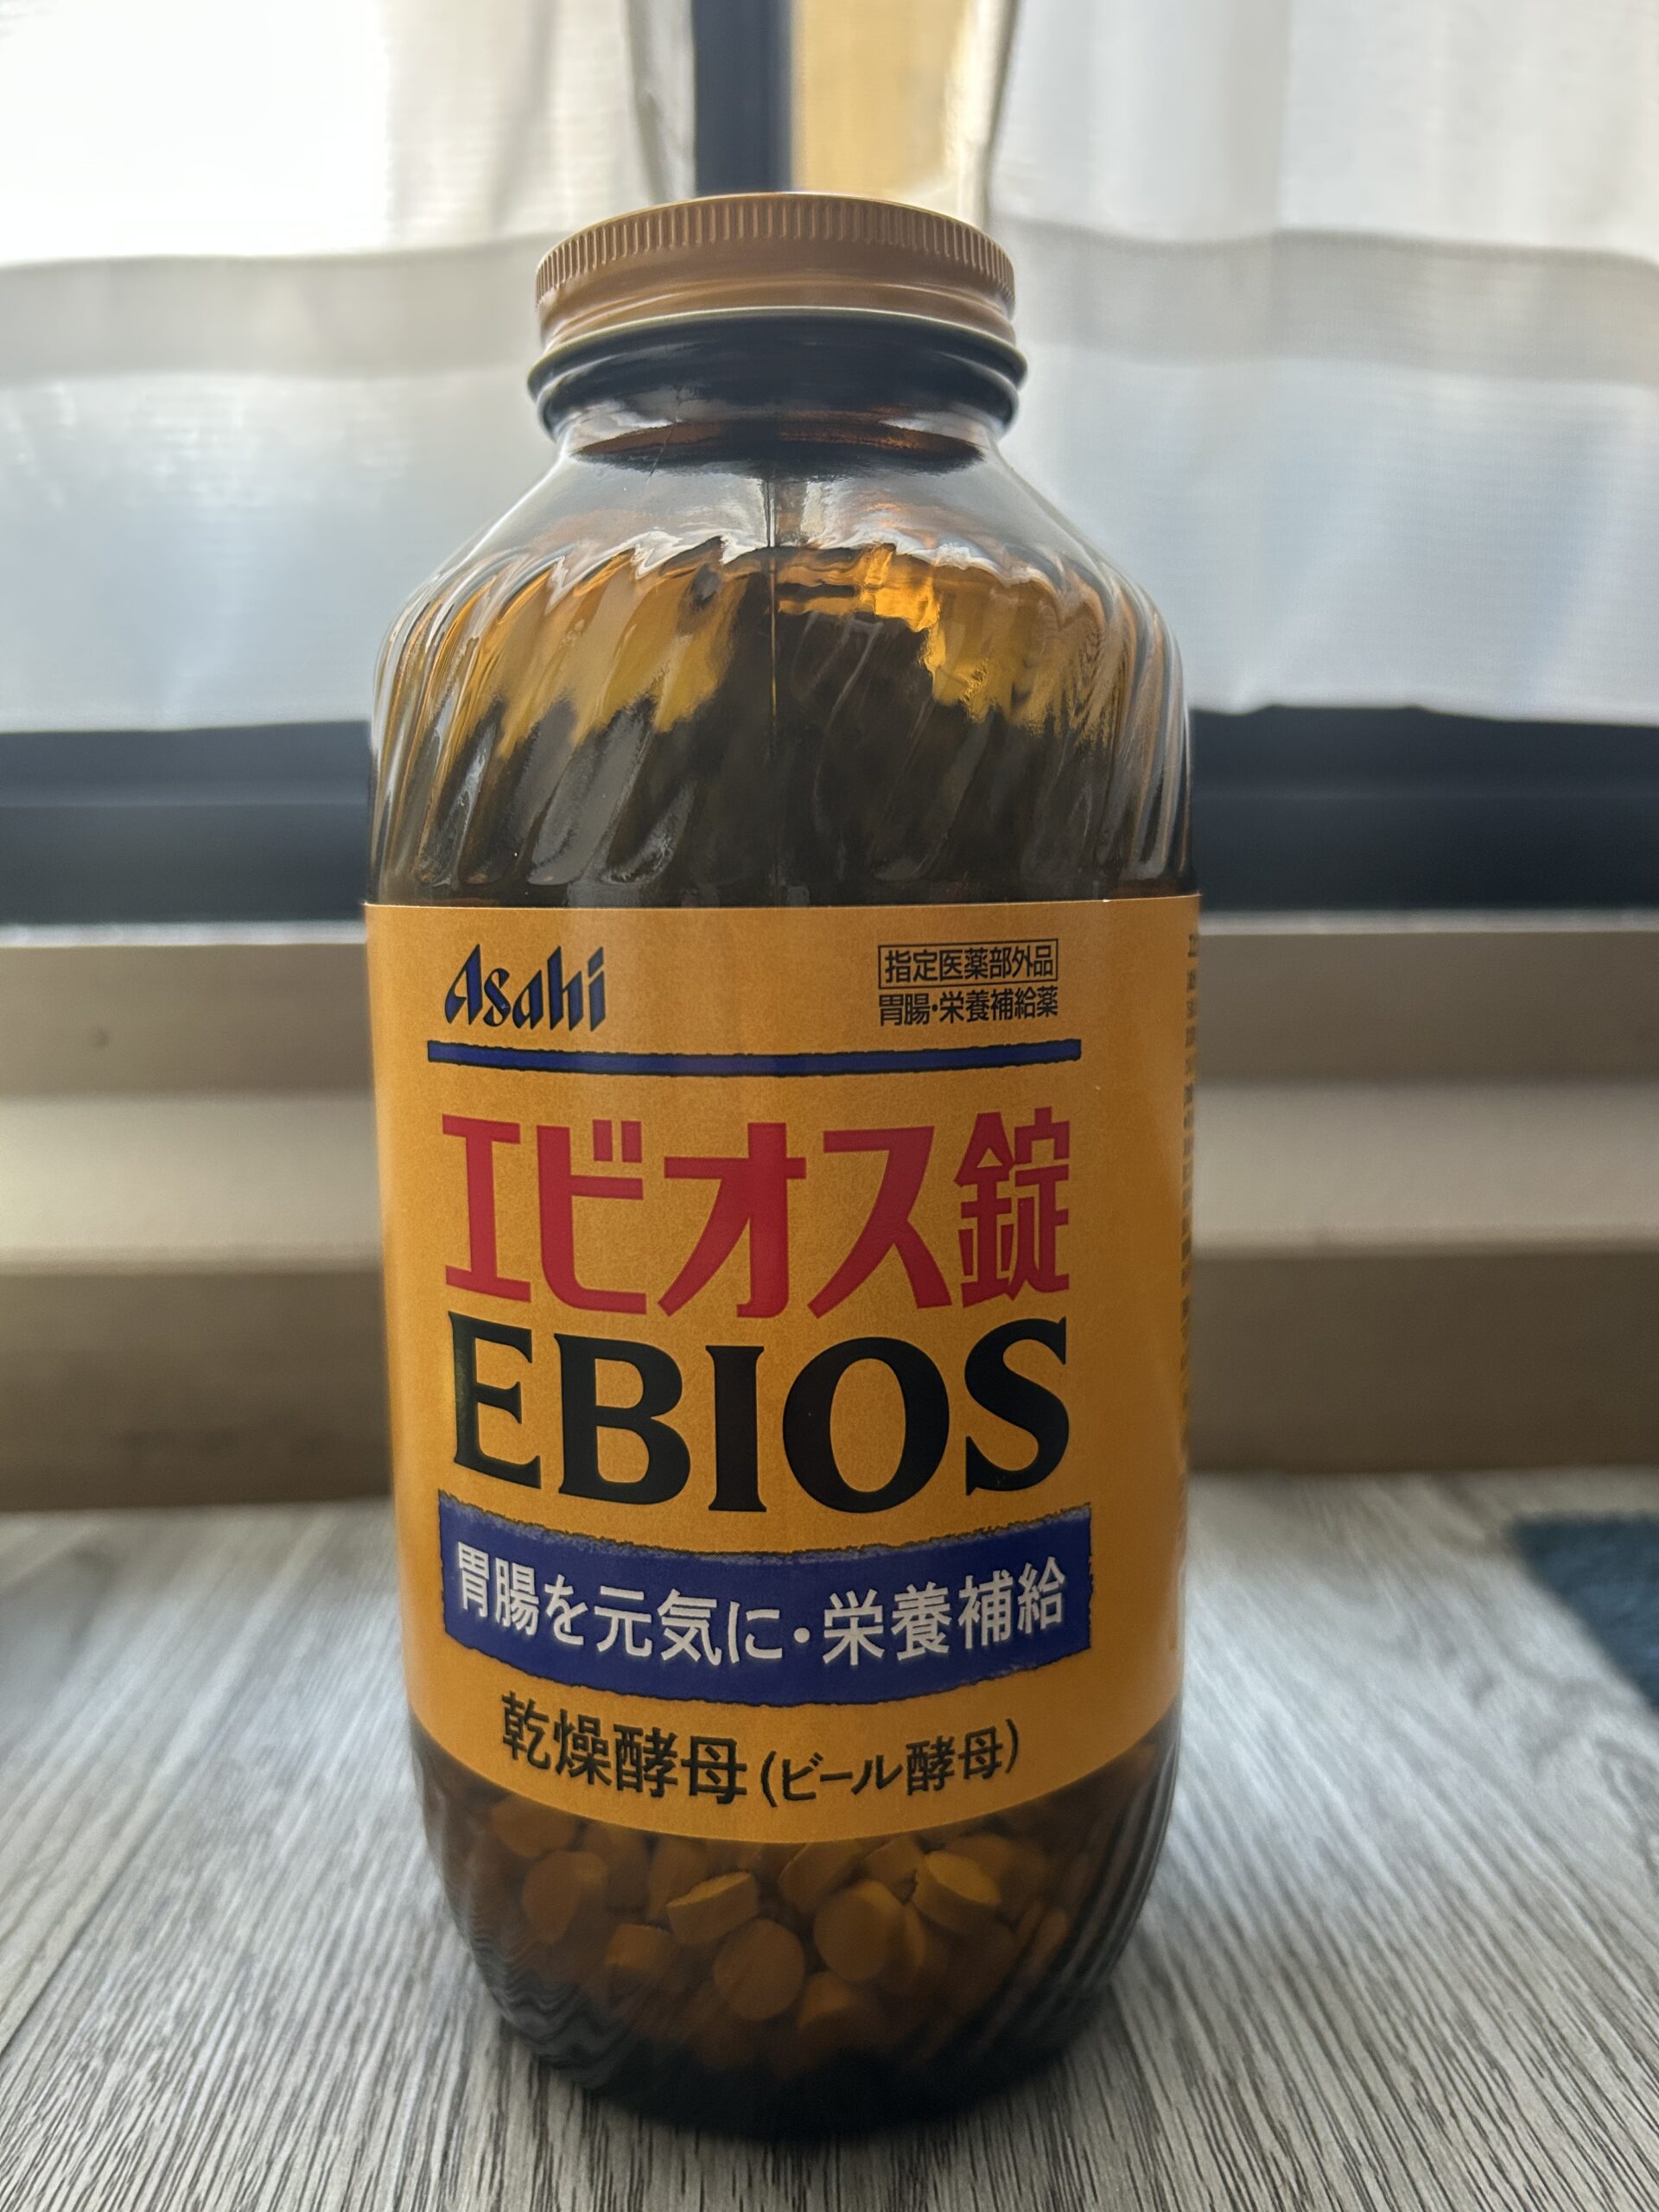 Asahi
指定医薬部外品
胃腸・栄養補給薬
エビオス錠
EBIOS
胃腸を元気に・栄養補給
乾燥酵母(ビール酵母)